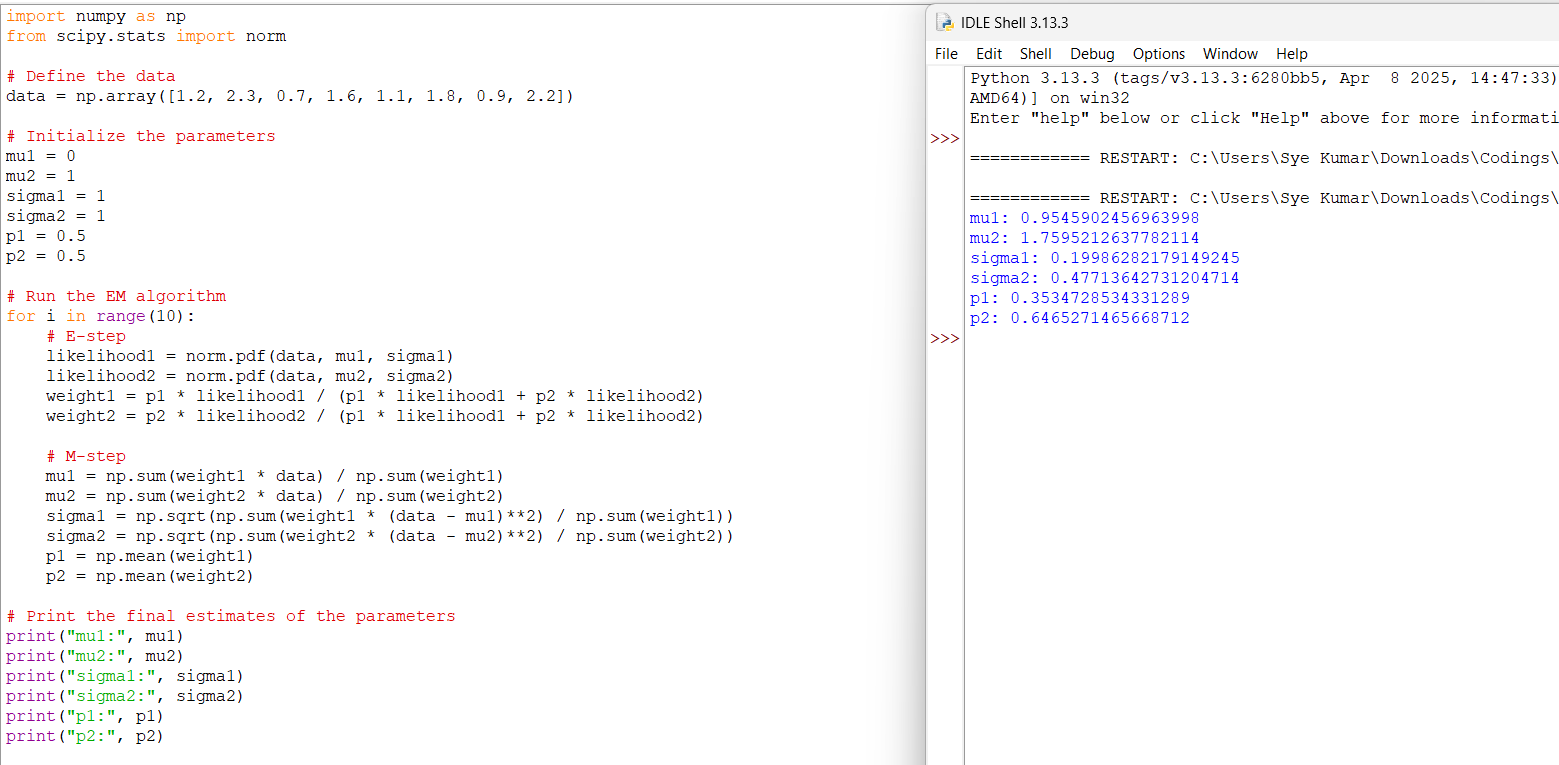 import numpy as np
from scipy.stats import norm

# Define the data
data = np.array([1.2, 2.3, 0.7, 1.6, 1.1, 1.8, 0.9, 2.2])

# Initialize the parameters
mu1 = 0
mu2 = 1
sigma1 = 1
sigma2 = 1
p1 = 0.5
p2 = 0.5

# Run the EM algorithm
for i in range(10):
    # E-step
    likelihood1 = norm.pdf(data, mu1, sigma1)
    likelihood2 = norm.pdf(data, mu2, sigma2)
    weight1 = p1 * likelihood1 / (p1 * likelihood1 + p2 * likelihood2)
    weight2 = p2 * likelihood2 / (p1 * likelihood1 + p2 * likelihood2)

    # M-step
    mu1 = np.sum(weight1 * data) / np.sum(weight1)
    mu2 = np.sum(weight2 * data) / np.sum(weight2)
    sigma1 = np.sqrt(np.sum(weight1 * (data - mu1)**2) / np.sum(weight1))
    sigma2 = np.sqrt(np.sum(weight2 * (data - mu2)**2) / np.sum(weight2))
    p1 = np.mean(weight1)
    p2 = np.mean(weight2)

# Print the final estimates of the parameters
print("mu1:", mu1)
print("mu2:", mu2)
print("sigma1:", sigma1)
print("sigma2:", sigma2)
print("p1:", p1)
print("p2:", p2)

IDLE Shell 3.13.3
File Edit Shell Debug Options Window Help
Python 3.13.3 (tags/v3.13.3:6280bb5, Apr  8 2025, 14:47:33)
AMD64)] on win32
Enter "help" below or click "Help" above for more informati
>>>
============ RESTART: C:\Users\Sye Kumar\Downloads\Codings\
============ RESTART: C:\Users\Sye Kumar\Downloads\Codings\
mu1: 0.9545902456963998
mu2: 1.7595212637782114
sigma1: 0.19986282179149245
sigma2: 0.47713642731204714
p1: 0.3534728534331289
p2: 0.6465271465668712
>>>